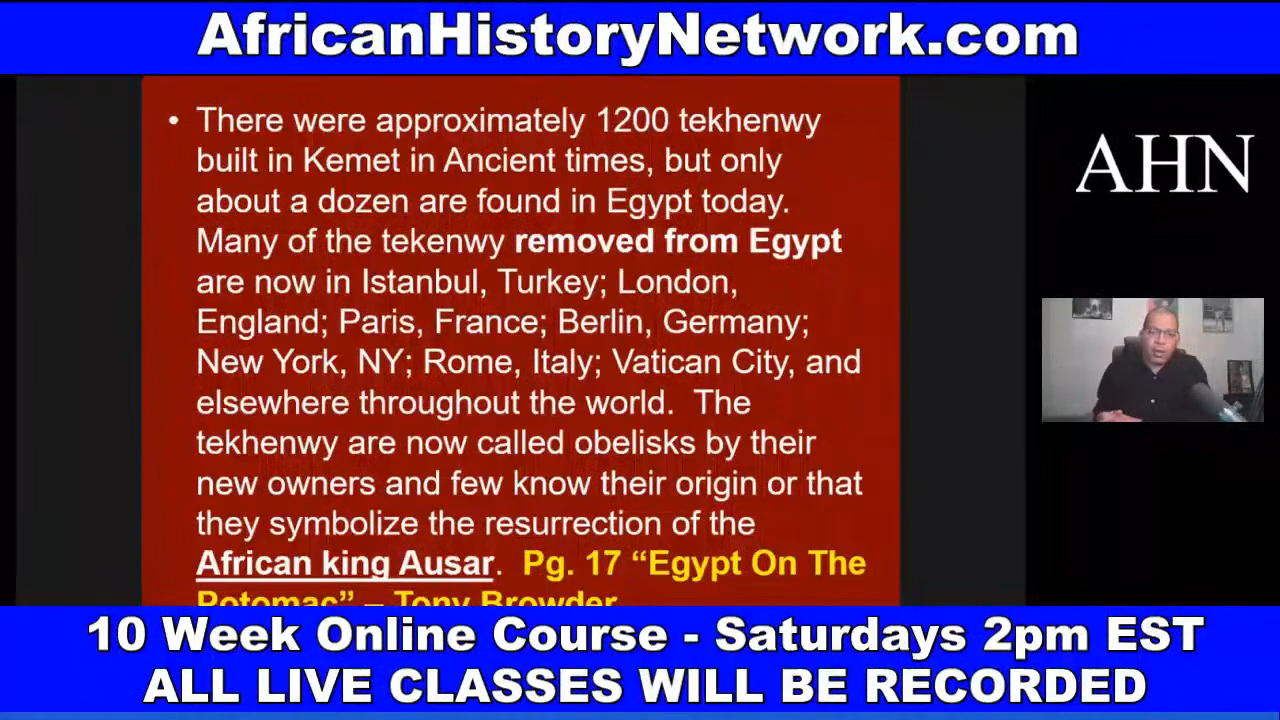 AfricanHistoryNetwork.com
• There were approximately 1200 tekhenwy
built in Kemet in Ancient times, but only
about a dozen are found in Egypt today.
Many of the tekenwy removed from Egypt
are now in Istanbul, Turkey; London,
England; Paris, France; Berlin, Germany;
New York, NY; Rome, Italy; Vatican City, and
elsewhere throughout the world. The
tekhenwy are now called obelisks by their
new owners and few know their origin or that
they symbolize the resurrection of the
African king Ausar. Pg. 17 “Egypt On The
Potomac” – Tony Browder
AHN
10 Week Online Course - Saturdays 2pm EST
ALL LIVE CLASSES WILL BE RECORDED